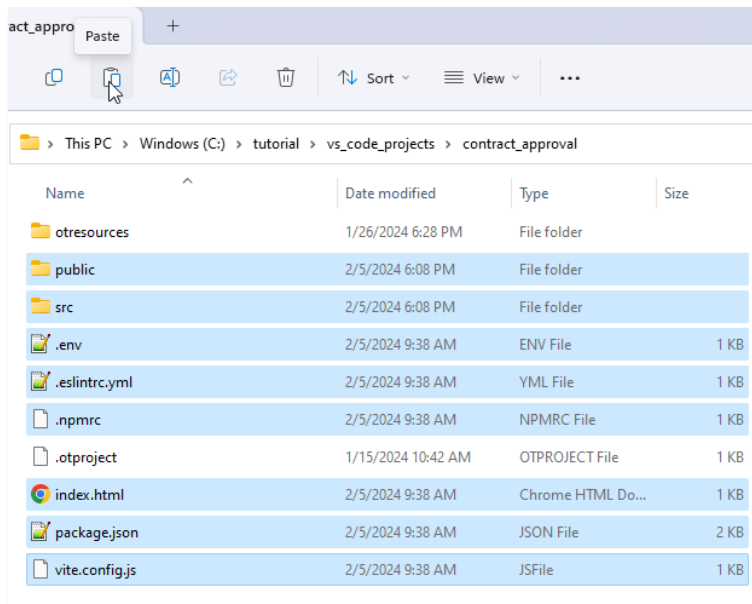 act_appro
Paste
Sort
View
This PC > Windows (C:) > tutorial > vs_code_projects > contract_approval
Name Date modified Type Size
otresources 1/26/2024 6:28 PM File folder
public 2/5/2024 6:08 PM File folder
src 2/5/2024 6:08 PM File folder
.env 2/5/2024 9:38 AM ENV File 1 KB
.eslintrc.yml 2/5/2024 9:38 AM YML File 1 KB
.npmrc 2/5/2024 9:38 AM NPMRC File 1 KB
.otproject 1/15/2024 10:42 AM OTPROJECT File 1 KB
index.html 2/5/2024 9:38 AM Chrome HTML Do... 1 KB
package.json 2/5/2024 9:38 AM JSON File 2 KB
vite.config.js 2/5/2024 9:38 AM JSFile 1 KB